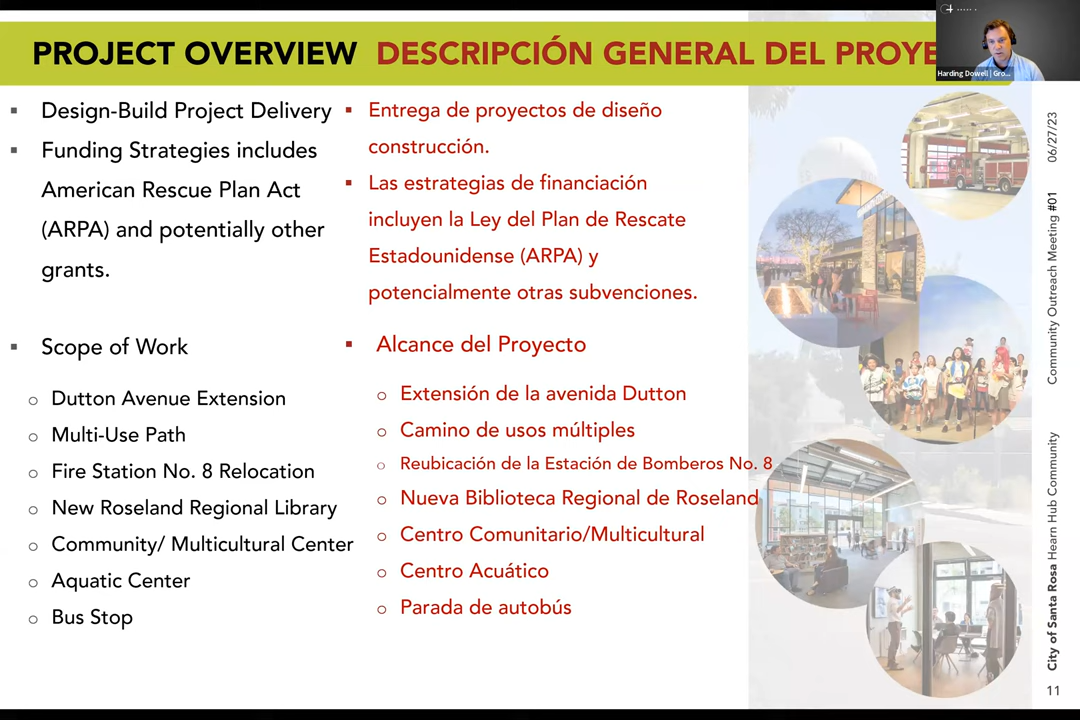 PROJECT OVERVIEW DESCRIPCIÓN GENERAL DEL PROYE
Harding Dowell | Gro...
Design-Build Project Delivery
Funding Strategies includes
American Rescue Plan Act
(ARPA) and potentially other
grants.
Scope of Work
Dutton Avenue Extension
Multi-Use Path
Fire Station No. 8 Relocation
New Roseland Regional Library
Community/ Multicultural Center
Aquatic Center
Bus Stop
Entrega de proyectos de diseño
construcción.
Las estrategias de financiación
incluyen la Ley del Plan de Rescate
Estadounidense (ARPA) y
potencialmente otras subvenciones.
Alcance del Proyecto
Extensión de la avenida Dutton
Camino de usos múltiples
Reubicación de la Estación de Bomberos No. 8
Nueva Biblioteca Regional de Roseland
Centro Comunitario/Multicultural
Centro Acuático
Parada de autobús
City of Santa Rosa Hearn Hub Community Community Outreach Meeting #01 06/27/23
11